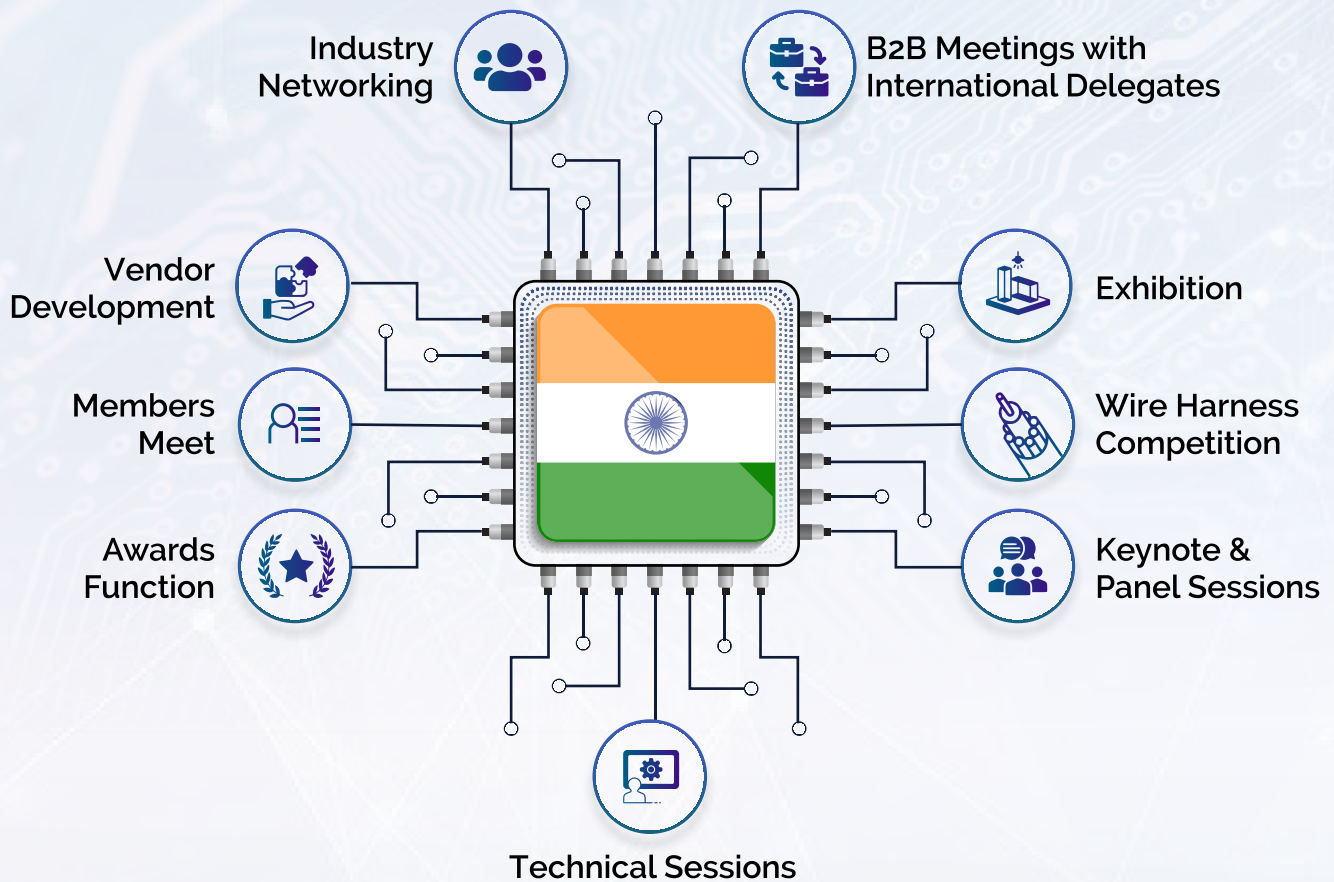 Industry
Networking
B2B Meetings with
International Delegates
Vendor
Development
Exhibition
Members
Meet
Wire Harness
Competition
Awards
Function
Keynote &
Panel Sessions
Technical Sessions